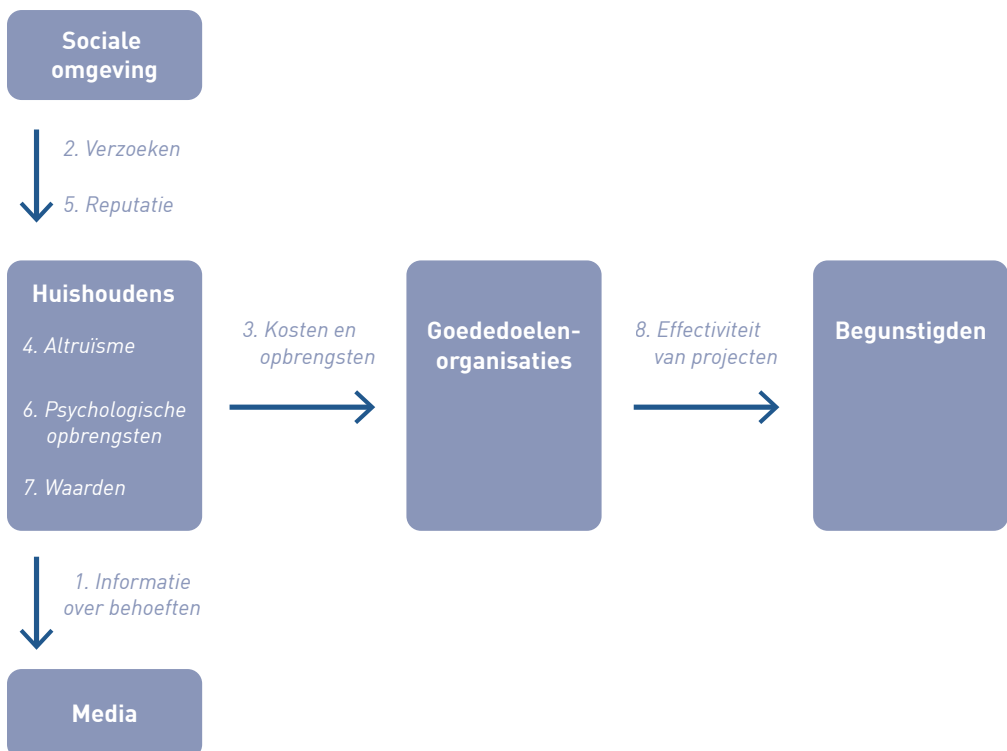 Sociale
omgeving
2. Verzoeken
5. Reputatie
Huishoudens
4. Altruïsme
6. Psychologische
opbrengsten
7. Waarden
3. Kosten en
opbrengsten
Goededoelen-
organisaties
8. Effectiviteit
van projecten
Begunstigden
1. Informatie
over behoeften
Media